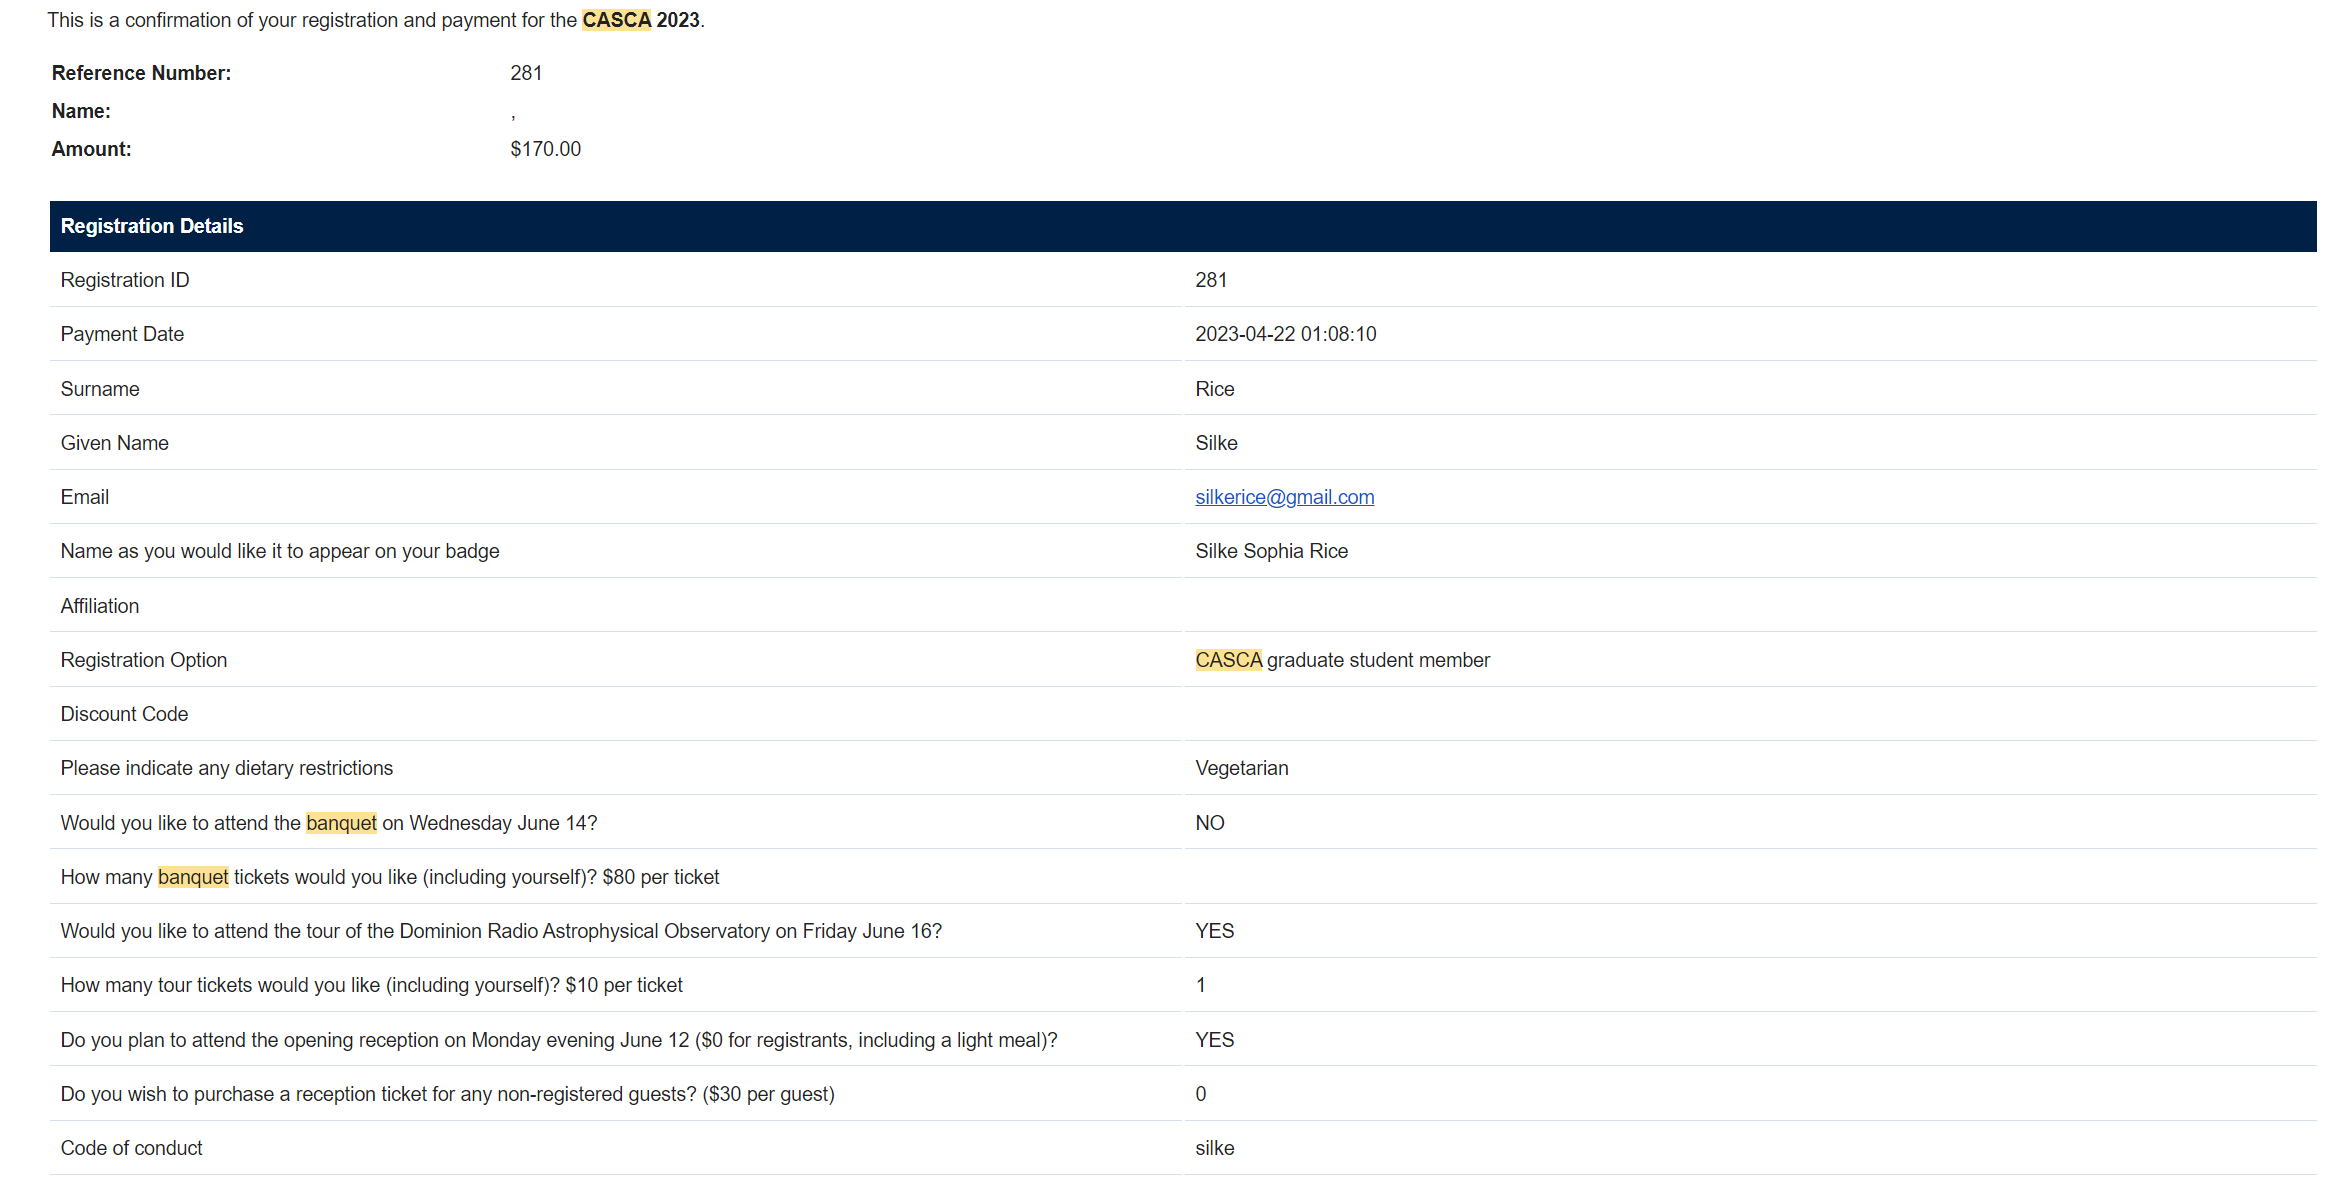 This is a confirmation of your registration and payment for the CASCA 2023.
Reference Number: 281
Name: ,
Amount: $170.00
Registration Details
Registration ID 281
Payment Date 2023-04-22 01:08:10
Surname Rice
Given Name Silke
Email silkerice@gmail.com
Name as you would like it to appear on your badge Silke Sophia Rice
Affiliation
Registration Option CASCA graduate student member
Discount Code
Please indicate any dietary restrictions Vegetarian
Would you like to attend the banquet on Wednesday June 14? NO
How many banquet tickets would you like (including yourself)? $80 per ticket
Would you like to attend the tour of the Dominion Radio Astrophysical Observatory on Friday June 16? YES
How many tour tickets would you like (including yourself)? $10 per ticket 1
Do you plan to attend the opening reception on Monday evening June 12 ($0 for registrants, including a light meal)? YES
Do you wish to purchase a reception ticket for any non-registered guests? ($30 per guest) 0
Code of conduct silke